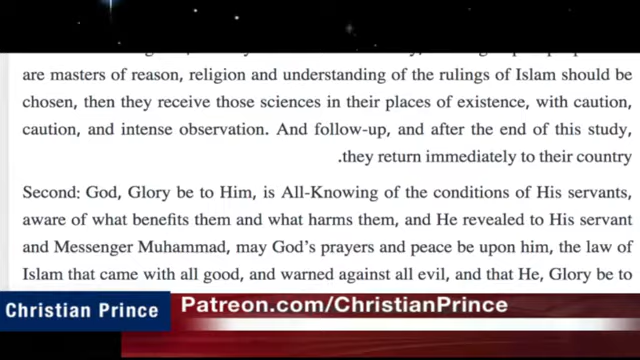 are masters of reason, religion and understanding of the rulings of Islam should be
chosen, then they receive those sciences in their places of existence, with caution,
caution, and intense observation. And follow-up, and after the end of this study,
.they return immediately to their country
Second: God, Glory be to Him, is All-Knowing of the conditions of His servants,
aware of what benefits them and what harms them, and He revealed to His servant
and Messenger Muhammad, may God's prayers and peace be upon him, the law of
Islam that came with all good, and warned against all evil, and that He, Glory be to
Christian Prince
Patreon.com/ChristianPrince